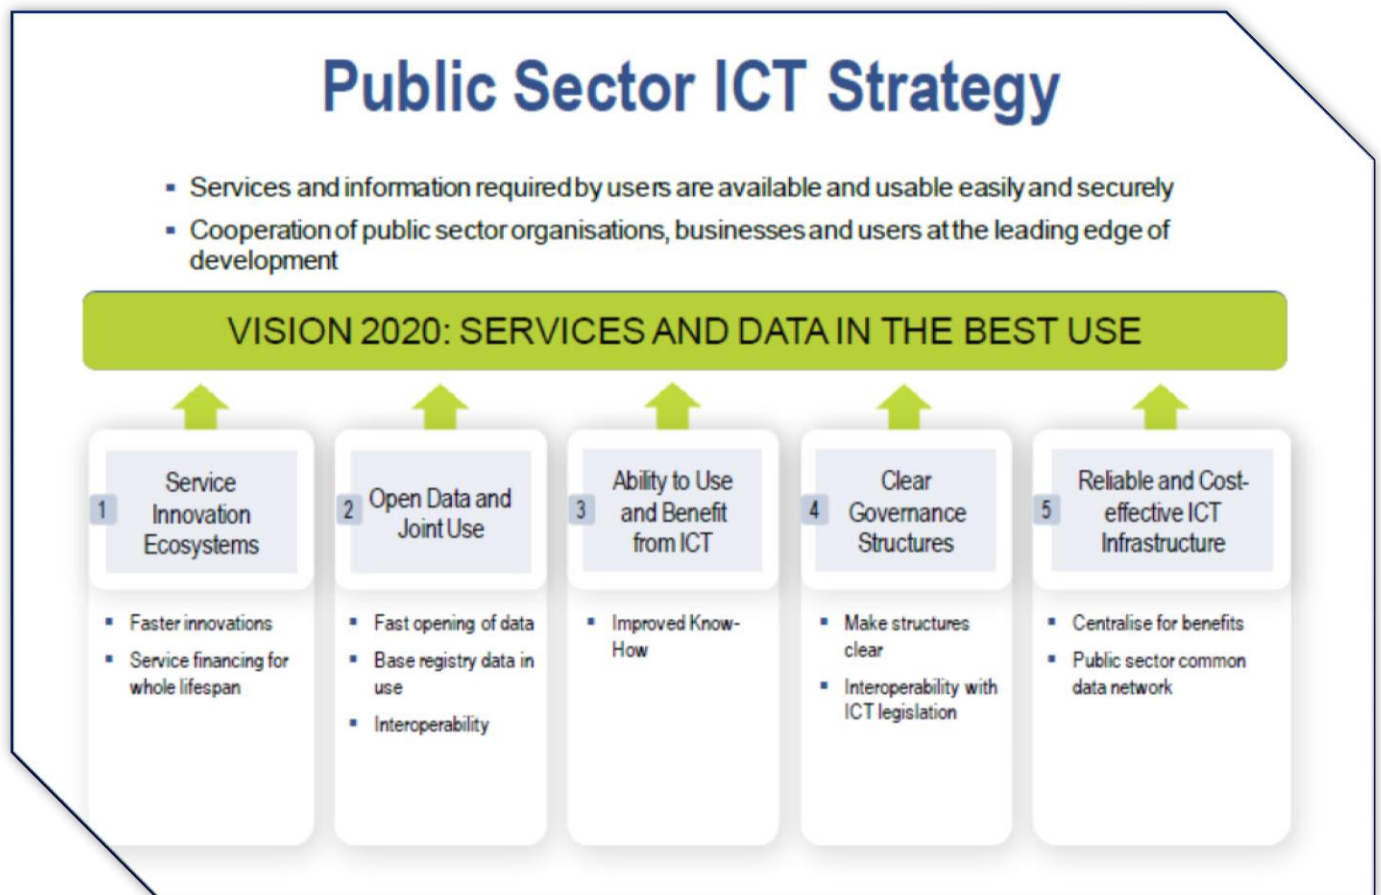 Public Sector ICT Strategy
▪ Services and information required by users are available and usable easily and securely
▪ Cooperation of public sector organisations, businesses and users at the leading edge of
development
VISION 2020: SERVICES AND DATA IN THE BEST USE
1
Service
Innovation
Ecosystems
▪ Faster innovations
▪ Service financing for
whole lifespan
2
Open Data and
Joint Use
▪ Fast opening of data
▪ Base registry data in
use
▪ Interoperability
3
Ability to Use
and Benefit
from ICT
▪ Improved Know-
How
4
Clear
Governance
Structures
▪ Make structures
clear
▪ Interoperability with
ICT legislation
5
Reliable and Cost-
effective ICT
Infrastructure
▪ Centralise for benefits
▪ Public sector common
data network